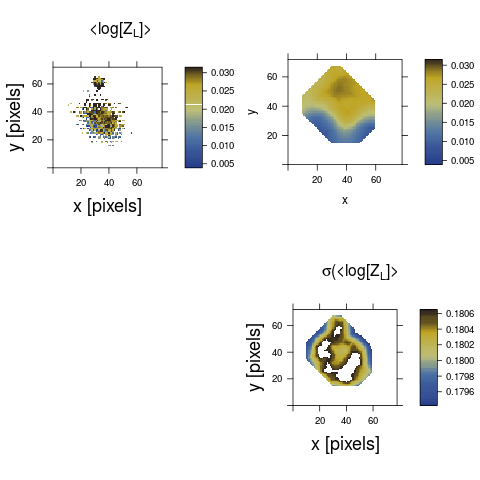 <log[Z_L]>
60
40
20
20 40 60
x [pixels]
y [pixels]
0.030
0.025
0.020
0.015
0.010
0.005
60
40
20
20 40 60
x
y
0.030
0.025
0.020
0.015
0.010
0.005
σ(<log[Z_L]>
60
40
20
20 40 60
x [pixels]
y [pixels]
0.1806
0.1804
0.1802
0.1800
0.1798
0.1796